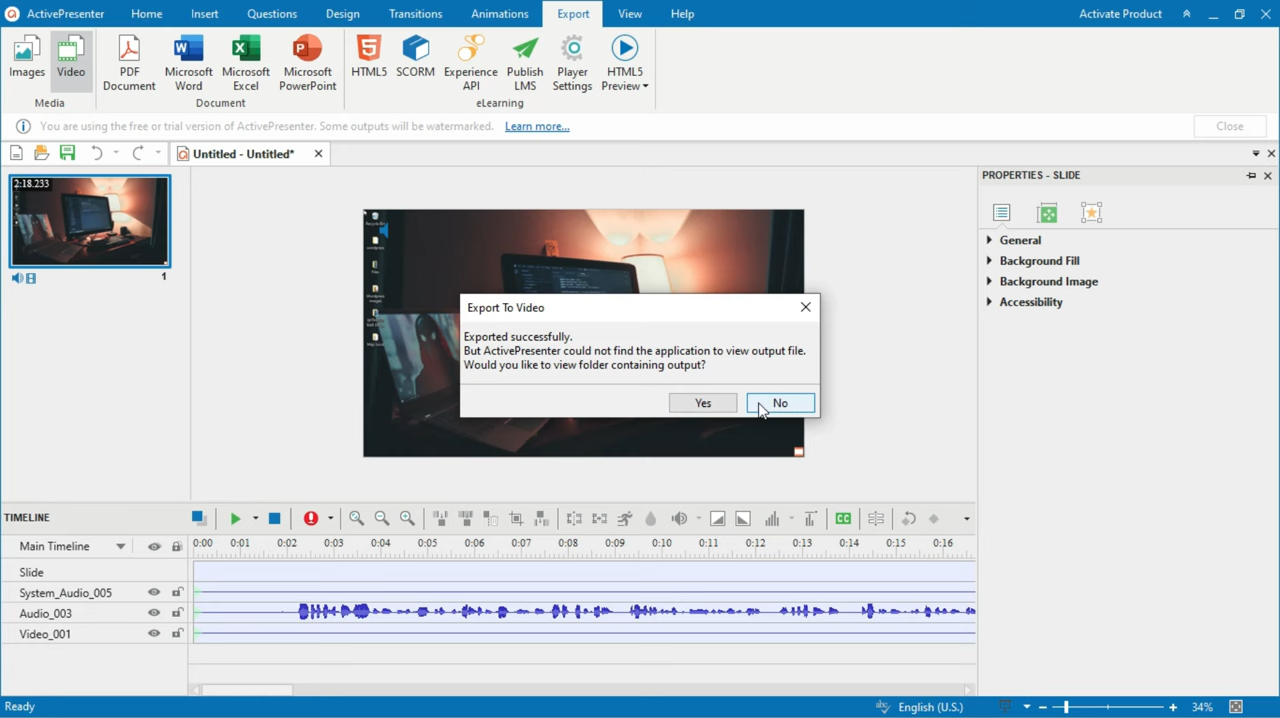 ActivePresenter Home Insert Questions Design Transitions Animations Export View Help Activate Product
Images Video PDF Document Microsoft Word Microsoft Excel Microsoft PowerPoint HTML5 SCORM Experience API Publish LMS Player Settings HTML5 Preview
Media Document eLearning
You are using the free or trial version of ActivePresenter. Some outputs will be watermarked. Learn more... Close
Untitled - Untitled*
2:18.233
1
PROPERTIES - SLIDE
General
Background Fill
Background Image
Accessibility
Export To Video
Exported successfully.
But ActivePresenter could not find the application to view output file.
Would you like to view folder containing output?
Yes No
TIMELINE
CC
Main Timeline 0:00 0:01 0:02 0:03 0:04 0:05 0:06 0:07 0:08 0:09 0:10 0:11 0:12 0:13 0:14 0:15 0:16
Slide
System_Audio_005
Audio_003
Video_001
Ready English (U.S.) 34%